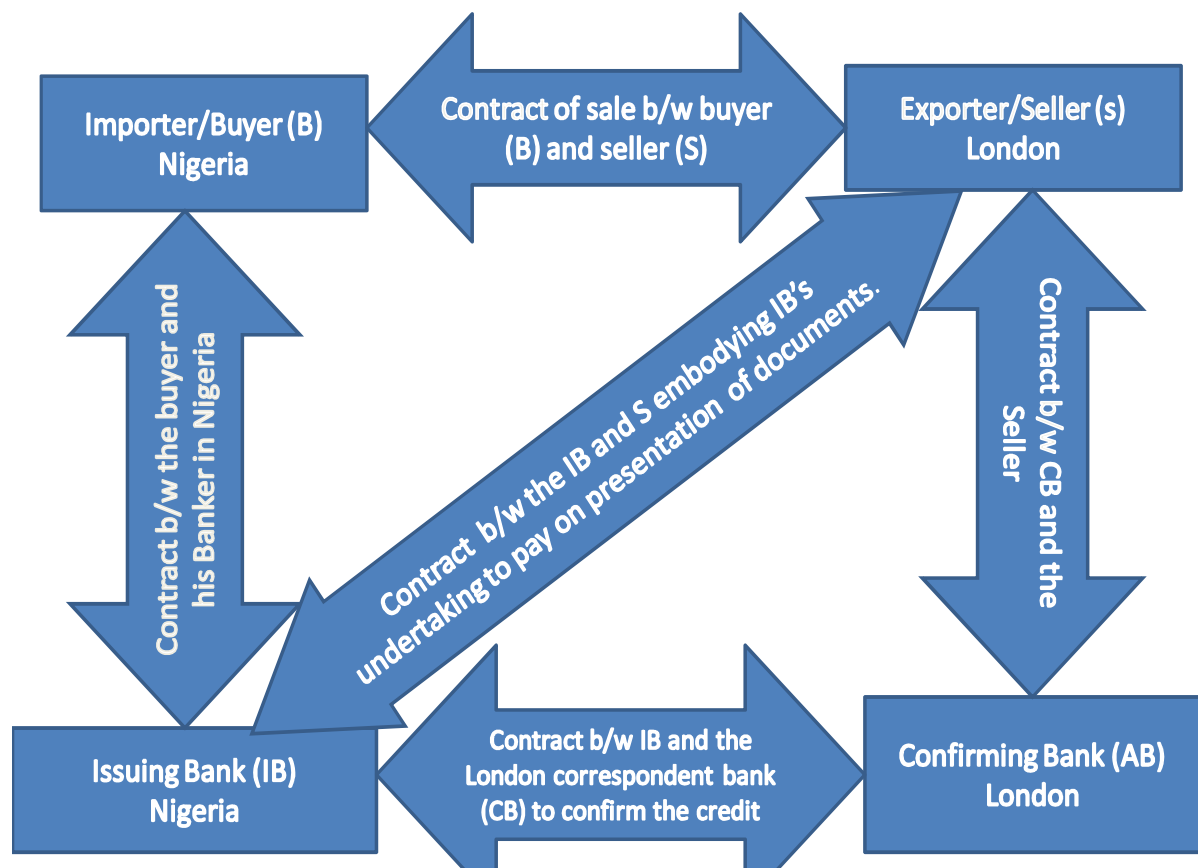 Importer/Buyer (B)
Nigeria
Contract of sale b/w buyer
(B) and seller (S)
Exporter/Seller (s)
London
Contract b/w the buyer and
his Banker in Nigeria
Contract b/w the IB and S embodying IB’s
undertaking to pay on presentation of documents.
Contract b/w CB and the
Seller
Issuing Bank (IB)
Nigeria
Contract b/w IB and the
London correspondent bank
(CB) to confirm the credit
Confirming Bank (AB)
London